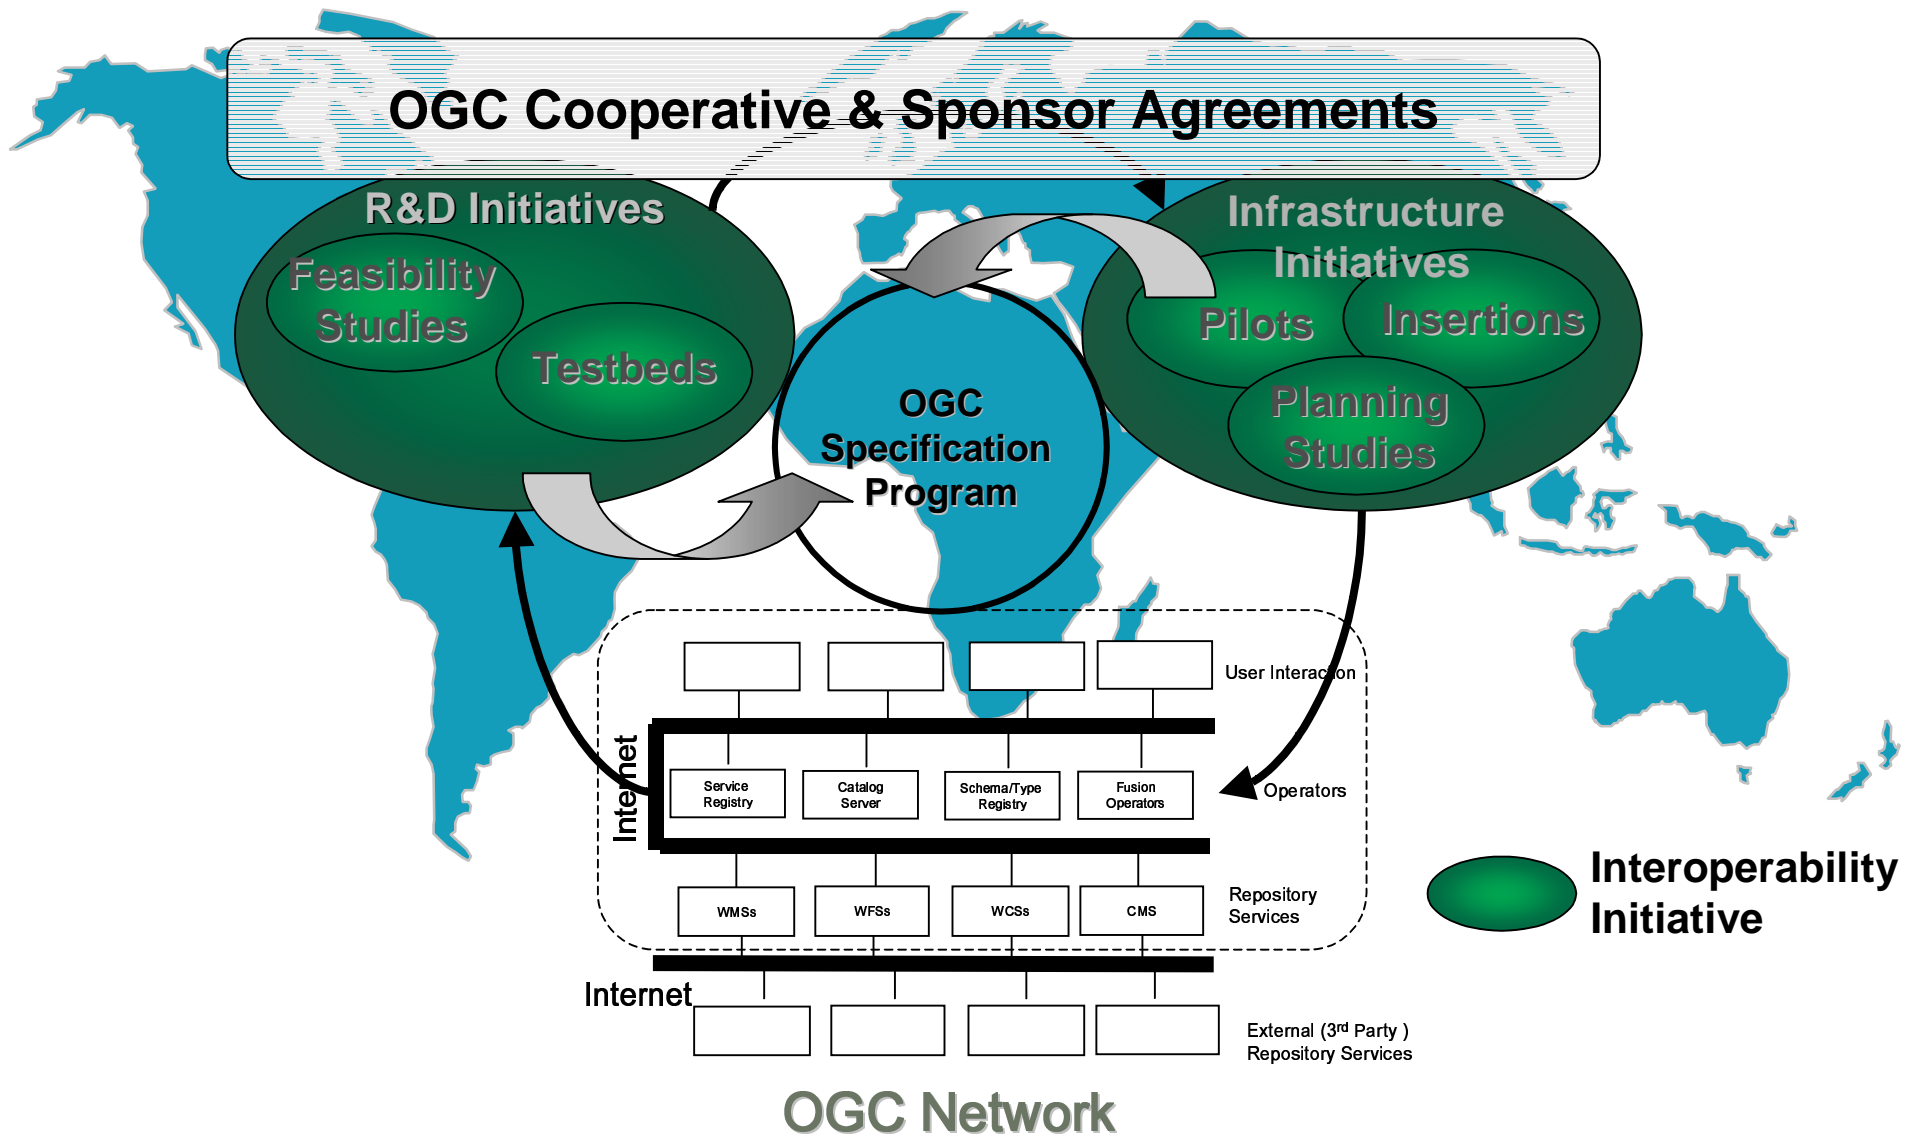 OGC Cooperative & Sponsor Agreements
R&D Initiatives
Feasibility
Studies
Testbeds
Infrastructure
Initiatives
Pilots
Insertions
Planning
Studies
OGC
Specification
Program
User Interaction
Internet
Service
Registry
Catalog
Server
Schema/Type
Registry
Fusion
Operators
Operators
WMSs
WFSs
WCSs
CMS
Repository
Services
Interoperability
Initiative
Internet
External (3rd Party )
Repository Services
OGC Network